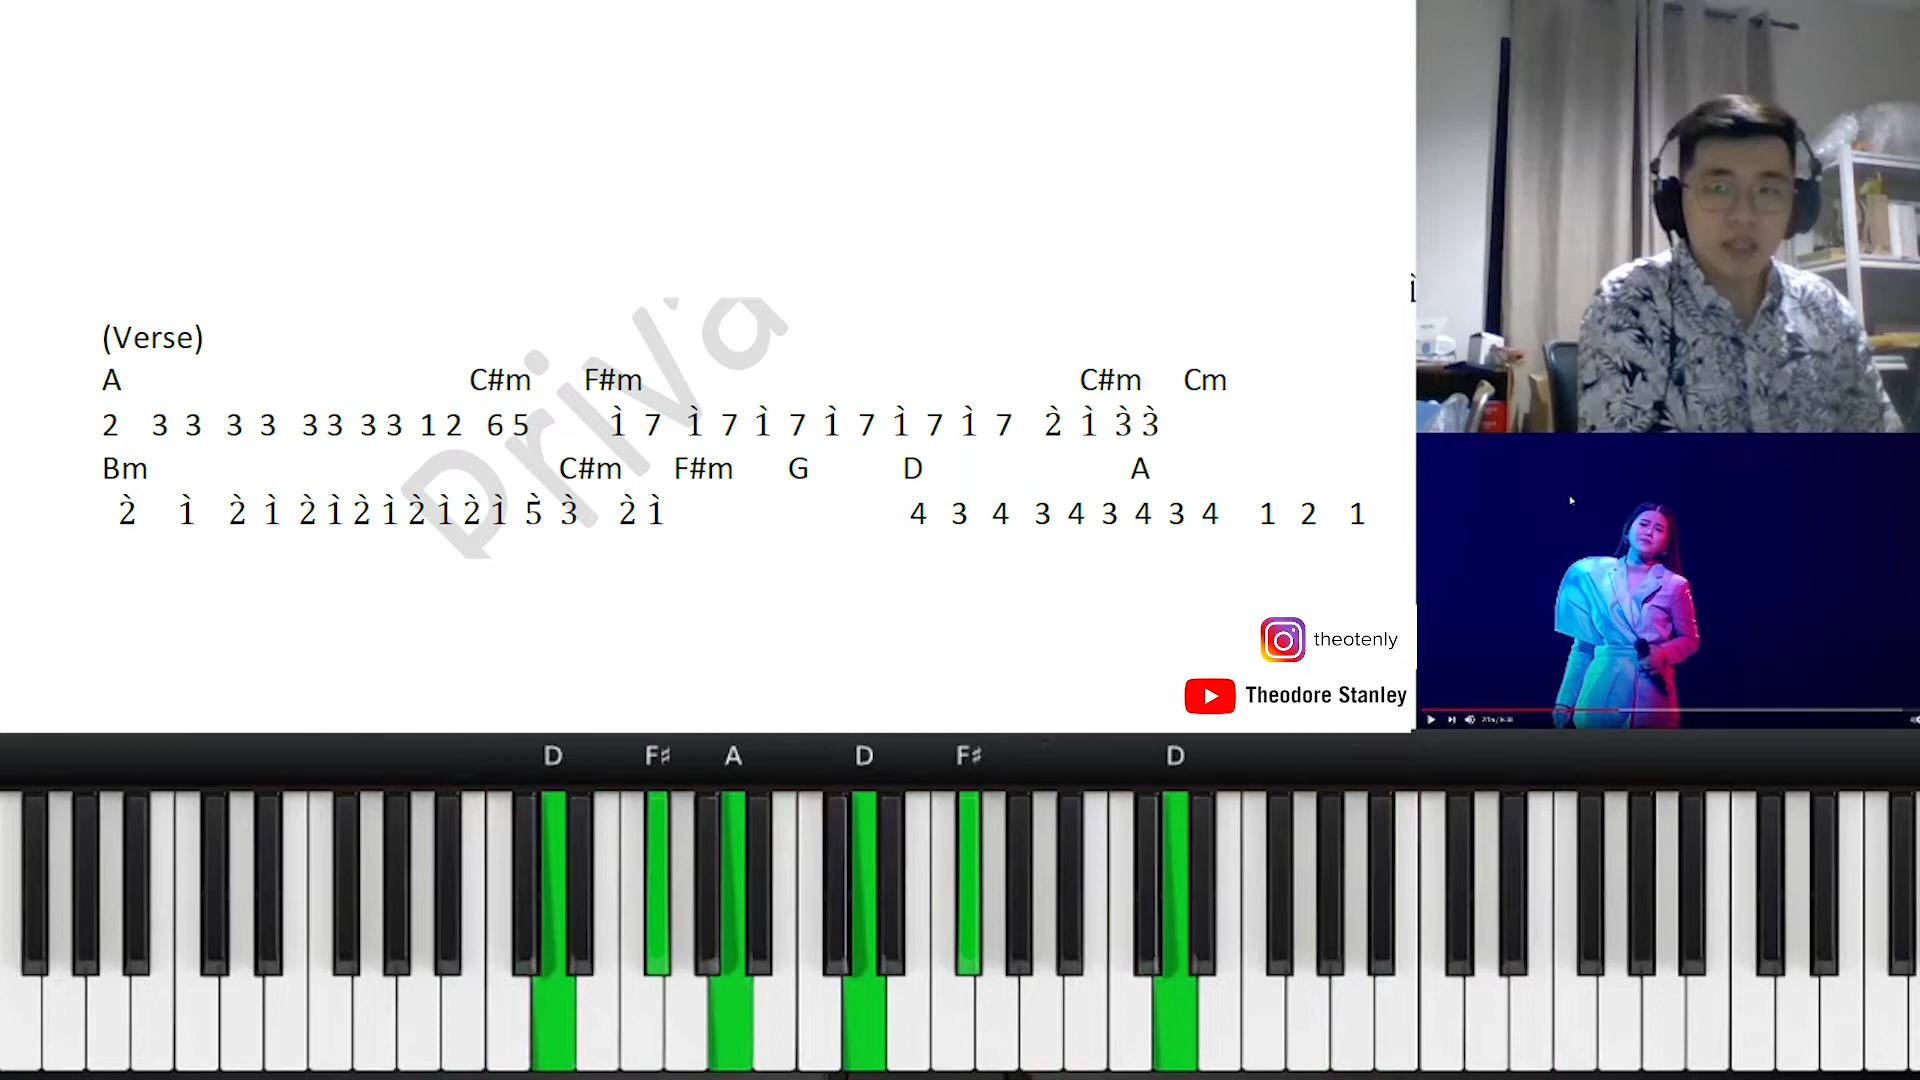 (Verse)
A C#m F#m C#m Cm
2 3 3 3 3 3 3 3 3 1 2 6 5 1̀ 7 1̀ 7 1̀ 7 1̀ 7 1̀ 7 1̀ 7 2̀ 1̀ 3̀ 3̀
Bm C#m F#m G D A
2̀ 1̀ 2̀ 1̀ 2̀ 1̀ 2̀ 1̀ 2̀ 1̀ 2̀ 1̀ 5̀ 3̀ 2̀ 1̀ 4 3 4 3 4 3 4 3 4 1 2 1
Priva
theotenly
Theodore Stanley
D F♯ A D F♯ D